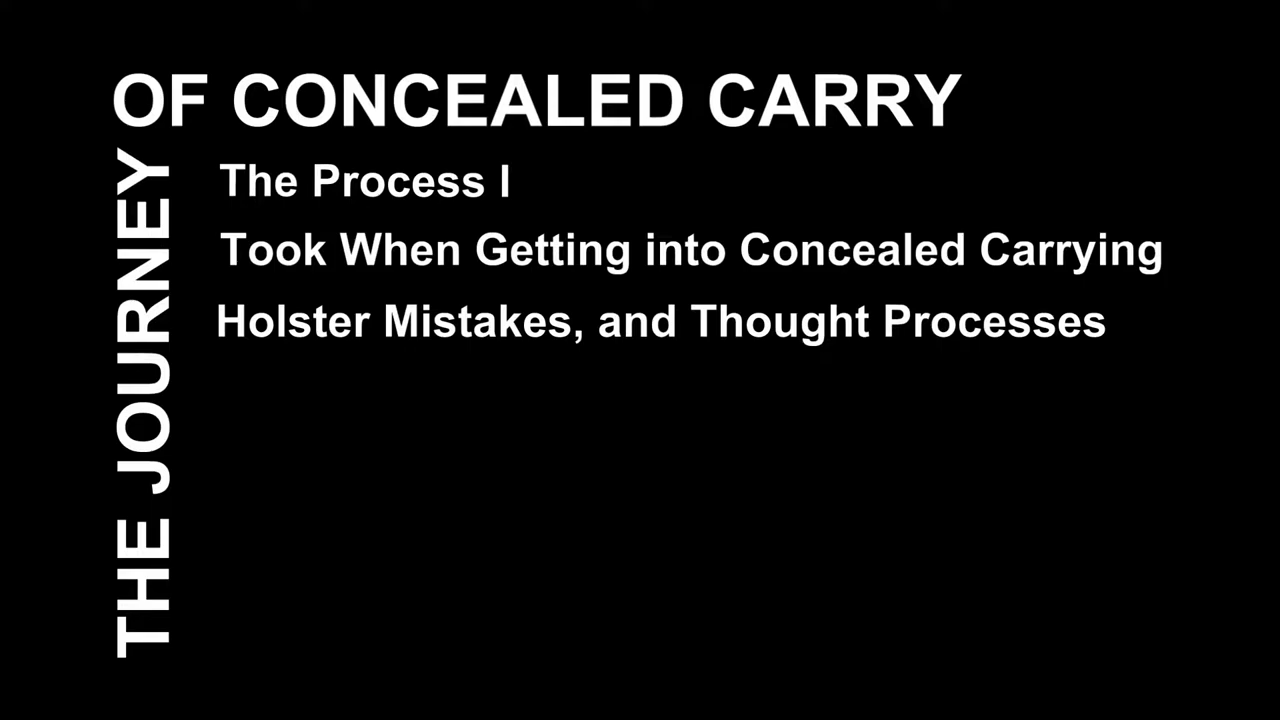 THE JOURNEY
OF CONCEALED CARRY
The Process I
Took When Getting into Concealed Carrying
Holster Mistakes, and Thought Processes